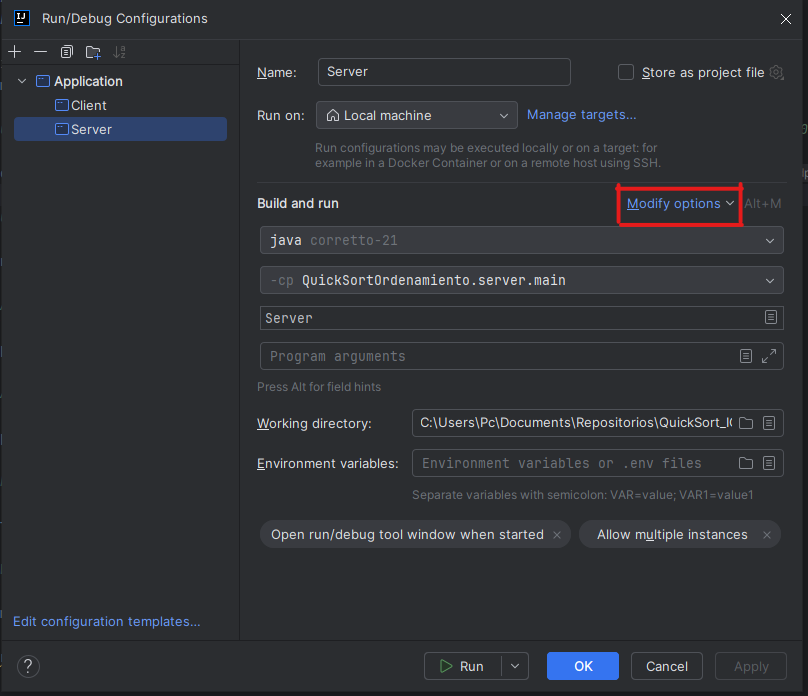 IJ
Run/Debug Configurations
Application
Client
Server
Edit configuration templates...
Name: Server Store as project file
Run on: Local machine Manage targets...
Run configurations may be executed locally or on a target: for
example in a Docker Container or on a remote host using SSH.
Build and run Modify options Alt+M
java corretto-21
-cp QuickSortOrdenamiento.server.main
Server
Program arguments
Press Alt for field hints
Working directory: C:\Users\Pc\Documents\Repositorios\QuickSort_I
Environment variables: Environment variables or .env files
Separate variables with semicolon: VAR=value; VAR1=value1
Open run/debug tool window when started Allow multiple instances
? Run OK Cancel Apply